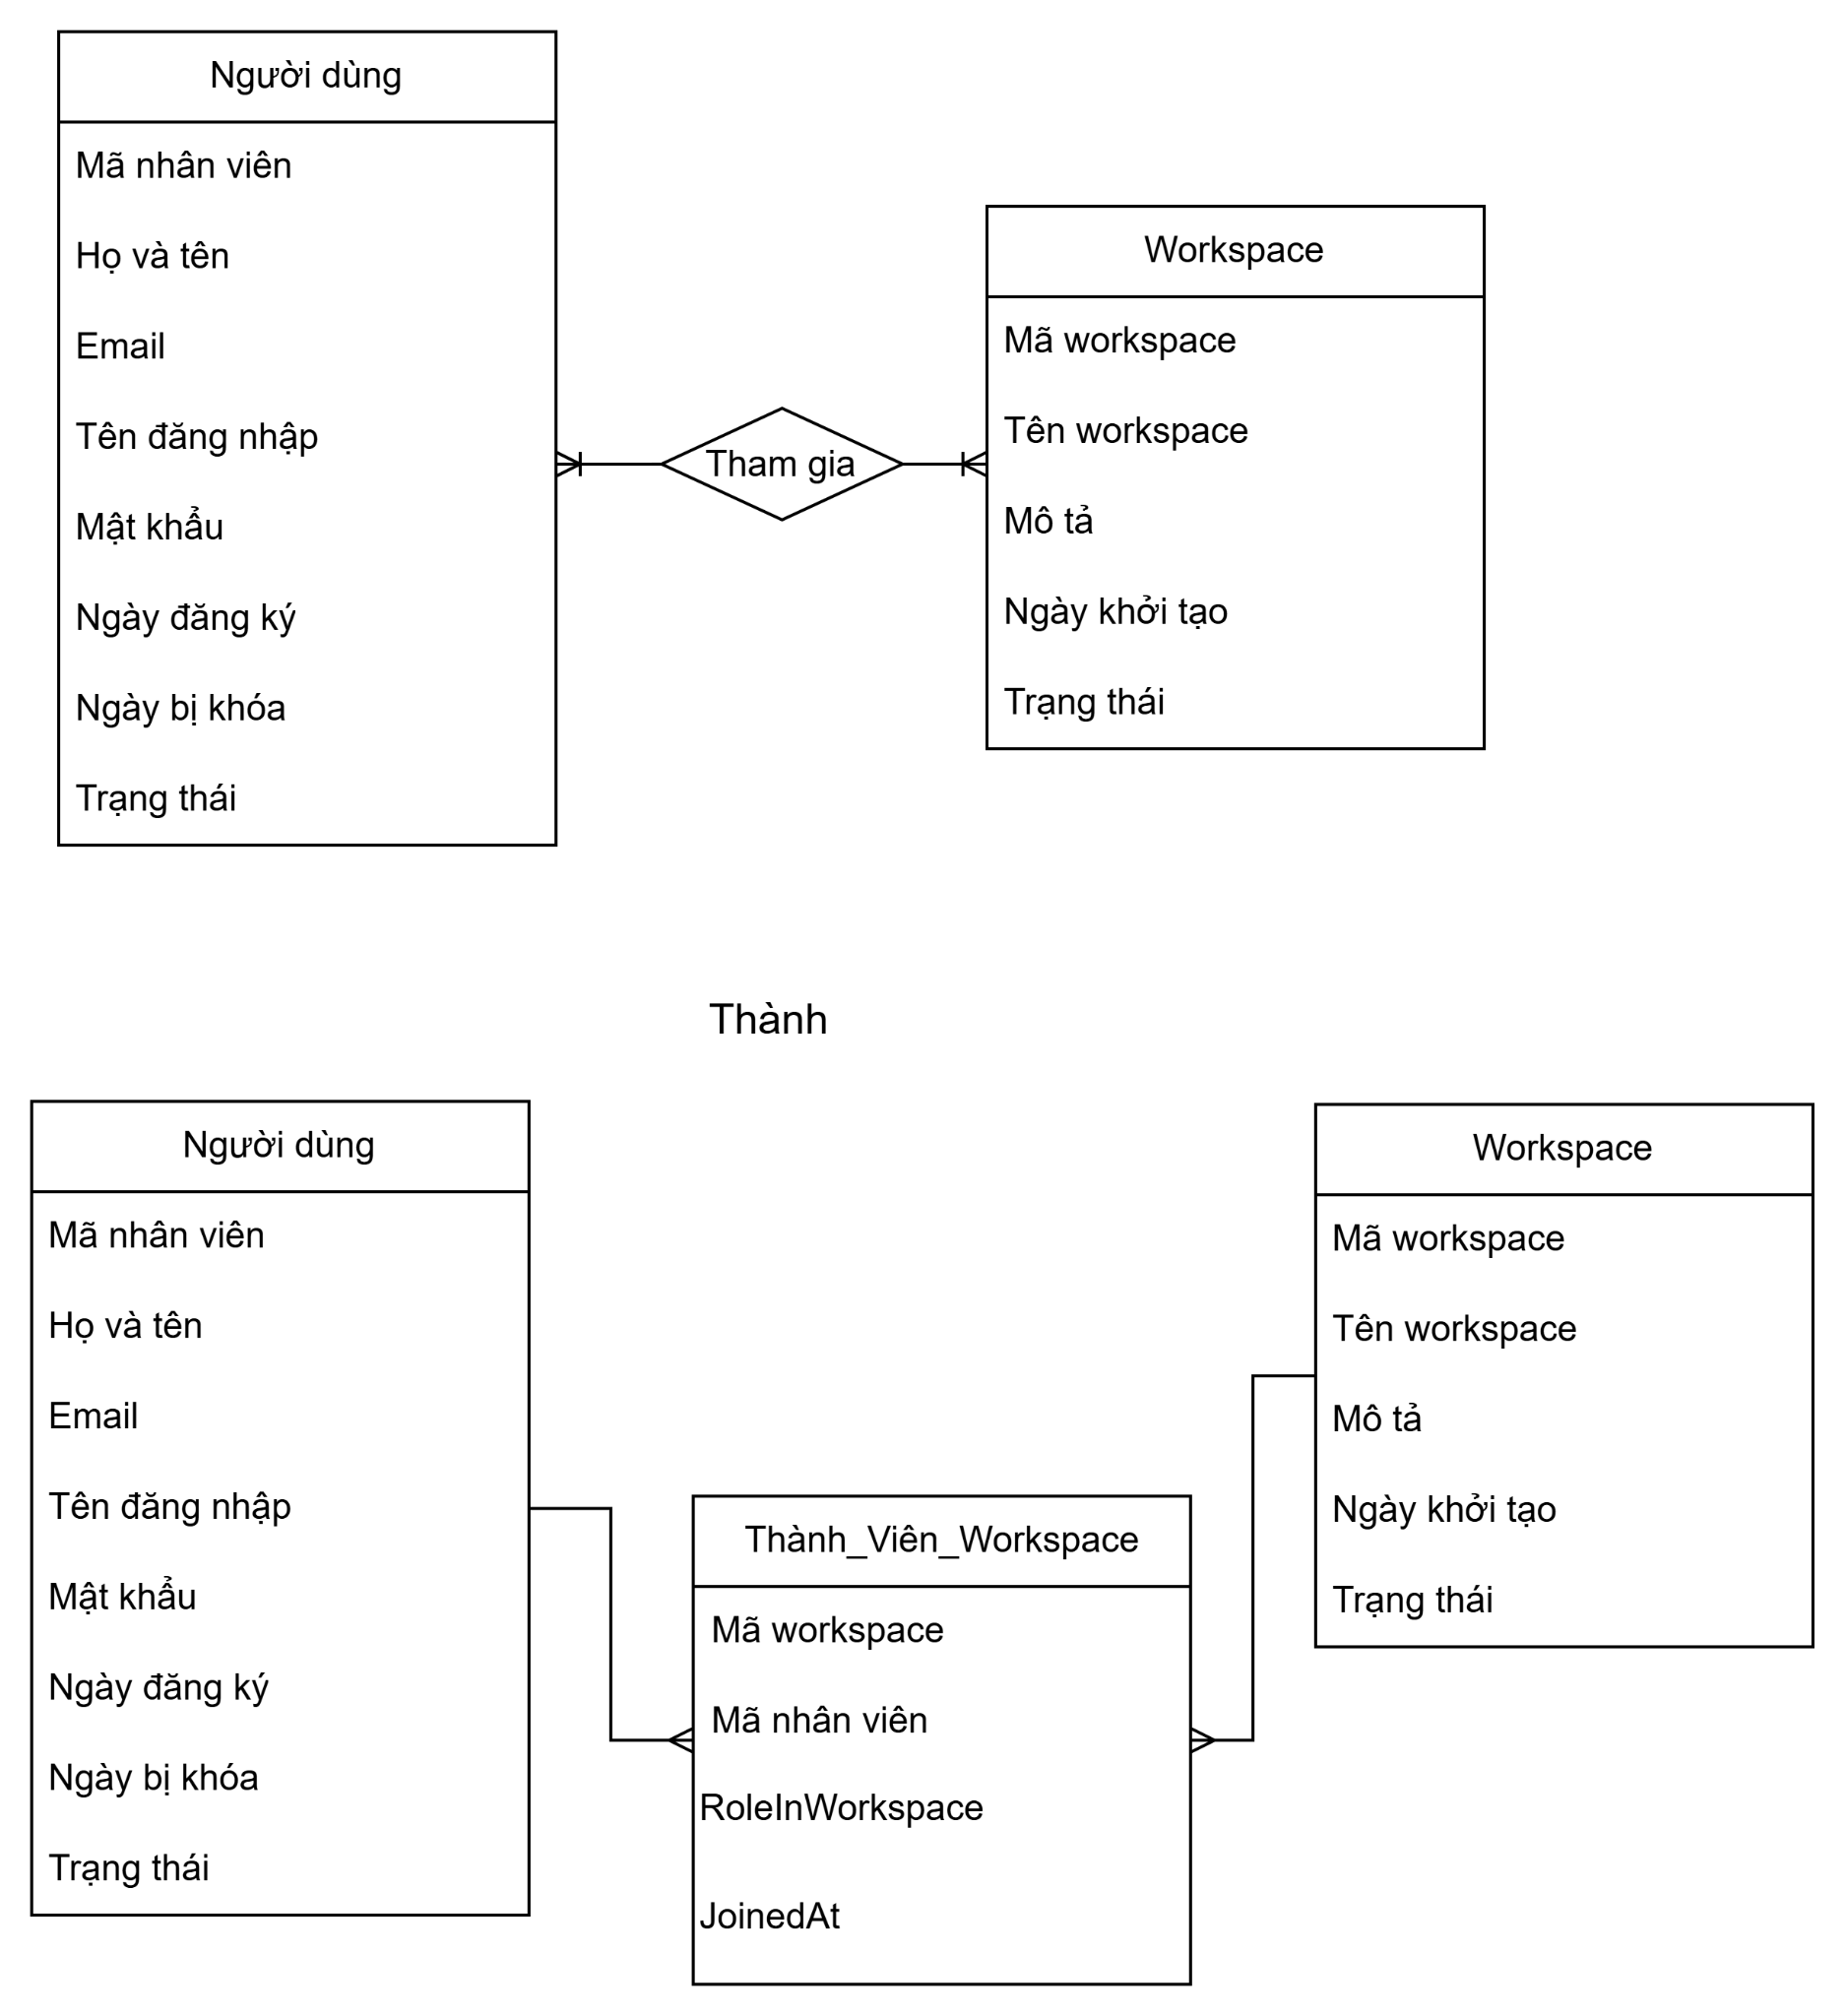 Người dùng
Mã nhân viên
Họ và tên
Email
Tên đăng nhập
Mật khẩu
Ngày đăng ký
Ngày bị khóa
Trạng thái
Tham gia
Workspace
Mã workspace
Tên workspace
Mô tả
Ngày khởi tạo
Trạng thái
Thành
Người dùng
Mã nhân viên
Họ và tên
Email
Tên đăng nhập
Mật khẩu
Ngày đăng ký
Ngày bị khóa
Trạng thái
Thành_Viên_Workspace
Mã workspace
Mã nhân viên
RoleInWorkspace
JoinedAt
Workspace
Mã workspace
Tên workspace
Mô tả
Ngày khởi tạo
Trạng thái